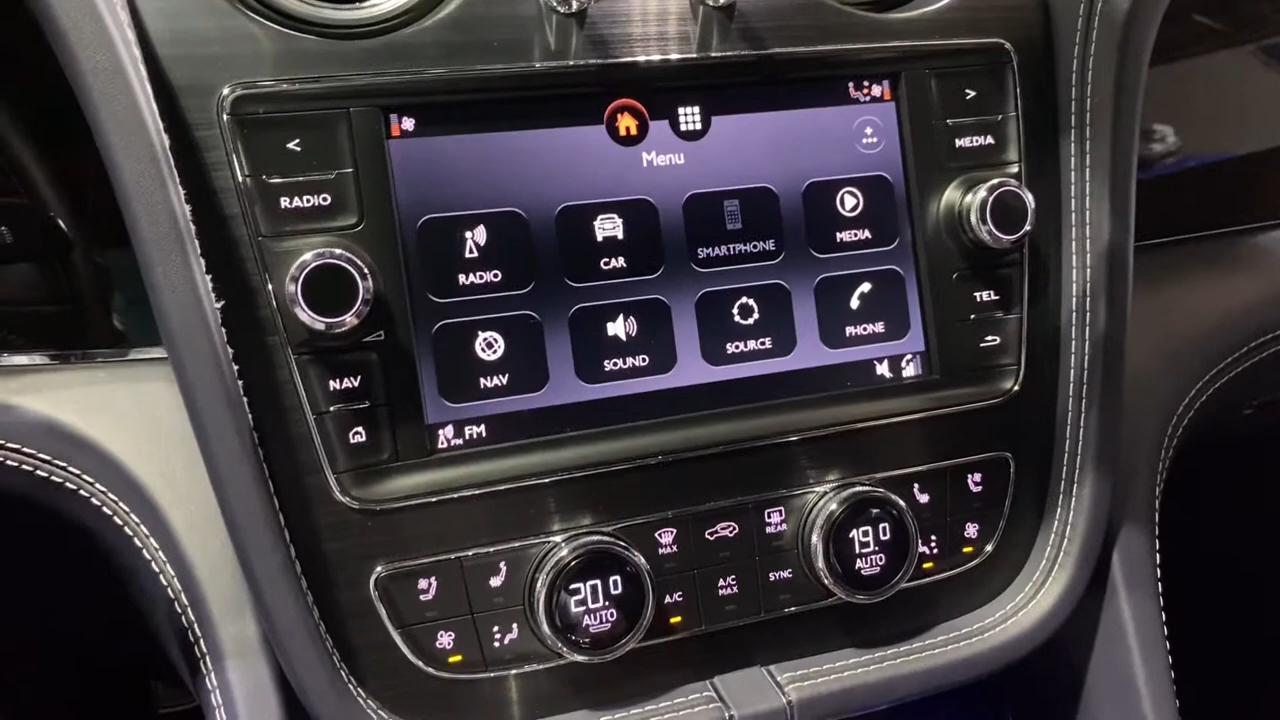 <
RADIO
NAV
Menu
RADIO
CAR
SMARTPHONE
MEDIA
NAV
SOUND
SOURCE
PHONE
FM
FM
>
MEDIA
TEL
MAX
REAR
20.0
AUTO
A/C
A/C
MAX
SYNC
19.0
AUTO